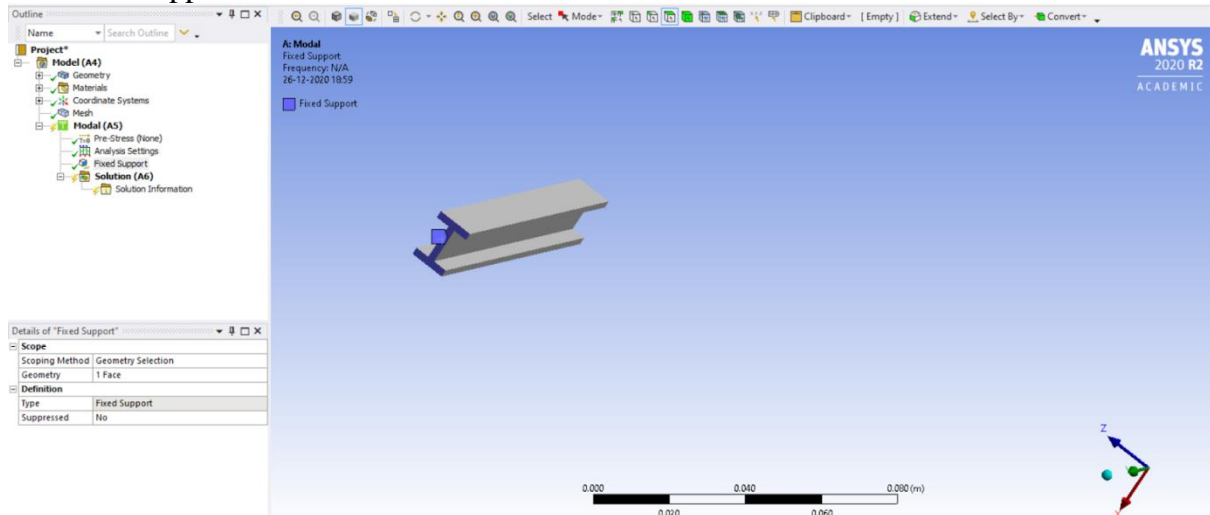 Outline
Name Search Outline
Project*
Model (A4)
Geometry
Materials
Coordinate Systems
Mesh
Modal (A5)
Pre-Stress (None)
Analysis Settings
Fixed Support
Solution (A6)
Solution Information
Details of "Fixed Support"
Scope
Scoping Method Geometry Selection
Geometry 1 Face
Definition
Type Fixed Support
Suppressed No
Select Mode Clipboard [Empty] Extend Select By Convert
A: Modal
Fixed Support
Frequency: N/A
26-12-2020 18:59
Fixed Support
ANSYS
2020 R2
ACADEMIC
Z
0.000 0.040 0.080 (m)
0.020 0.060